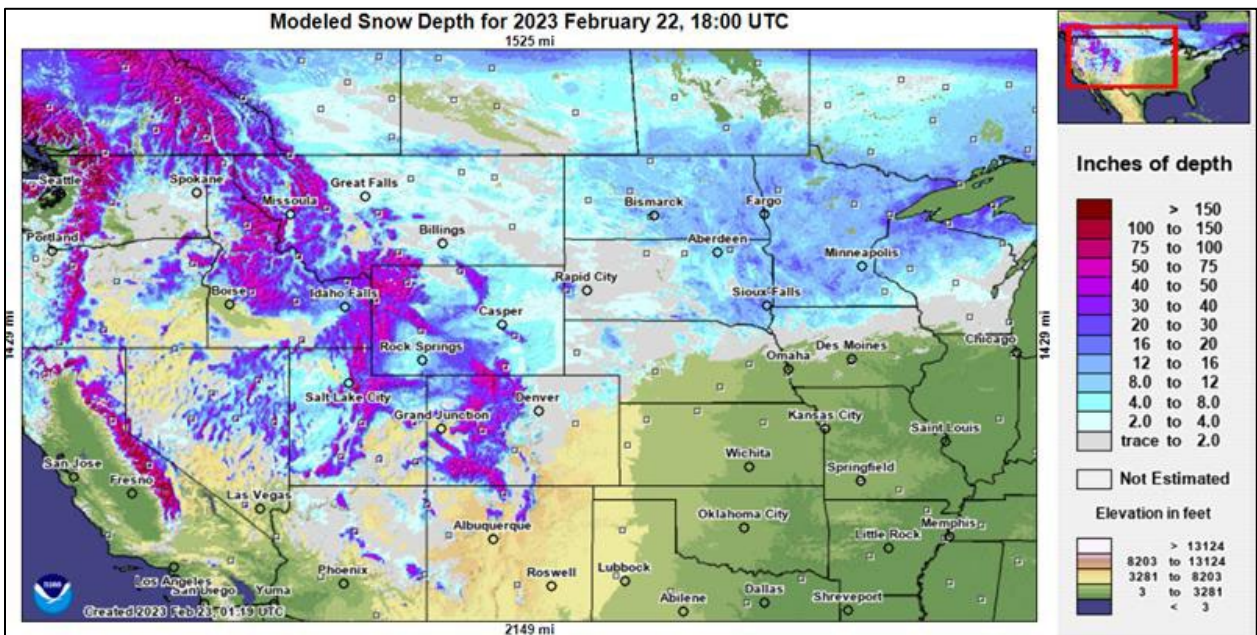 Modeled Snow Depth for 2023 February 22, 18:00 UTC
1525 mi
1429 mi
1429 mi
2149 mi
Seattle
Spokane
Great Falls
Missoula
Bismarck
Fargo
Portland
Billings
Aberdeen
Minneapolis
Boise
Idaho Falls
Rapid City
Sioux Falls
Casper
Rock Springs
Chicago
Des Moines
Omaha
Salt Lake City
Denver
Grand Junction
Kansas City
Saint Louis
San Jose
Fresno
Wichita
Springfield
Las Vegas
Albuquerque
Oklahoma City
Memphis
Little Rock
Los Angeles
San Diego
Yuma
Phoenix
Roswell
Lubbock
Abilene
Dallas
Shreveport
Created 2023 Feb 23, 01:19 UTC
Inches of depth
> 150
100 to 150
75 to 100
50 to 75
40 to 50
30 to 40
20 to 30
16 to 20
12 to 16
8.0 to 12
4.0 to 8.0
2.0 to 4.0
trace to 2.0
Not Estimated
Elevation in feet
> 13124
8203 to 13124
3281 to 8203
3 to 3281
< 3